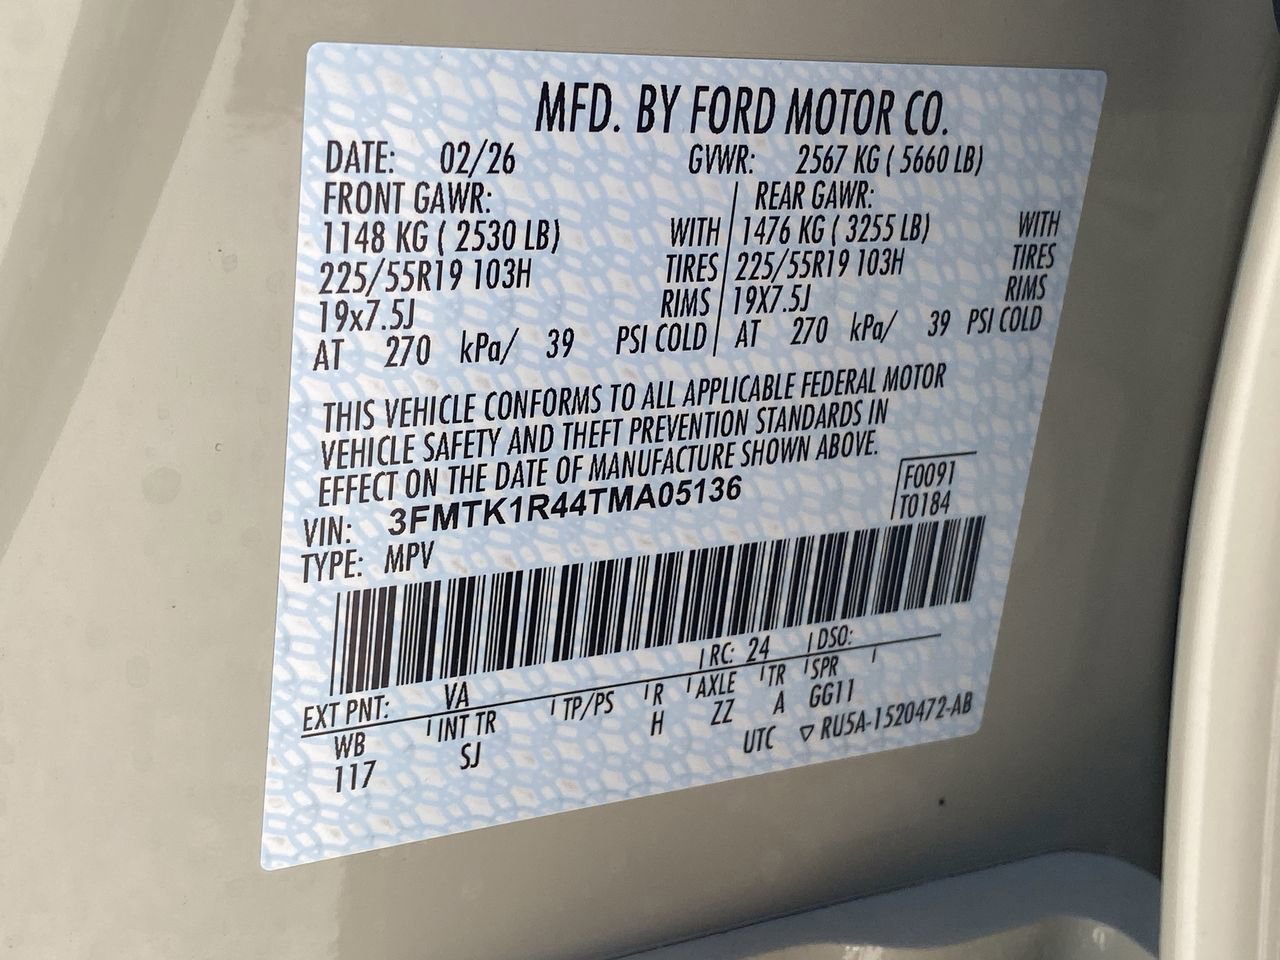 MFD. BY FORD MOTOR CO.
DATE: 02/26 GVWR: 2567 KG ( 5660 LB)
FRONT GAWR: REAR GAWR:
1148 KG ( 2530 LB) WITH 1476 KG ( 3255 LB) WITH
225/55R19 103H TIRES 225/55R19 103H TIRES
19x7.5J RIMS 19X7.5J RIMS
AT 270 kPa/ 39 PSI COLD AT 270 kPa/ 39 PSI COLD
THIS VEHICLE CONFORMS TO ALL APPLICABLE FEDERAL MOTOR
VEHICLE SAFETY AND THEFT PREVENTION STANDARDS IN
EFFECT ON THE DATE OF MANUFACTURE SHOWN ABOVE.
F0091
VIN: 3FMTK1R44TMA05136 T0184
TYPE: MPV
EXT PNT: VA RC: 24 DSO:
WB INT TR TP/PS R AXLE TR SPR
117 SJ H ZZ A GG11
UTC ▽ RU5A-1520472-AB